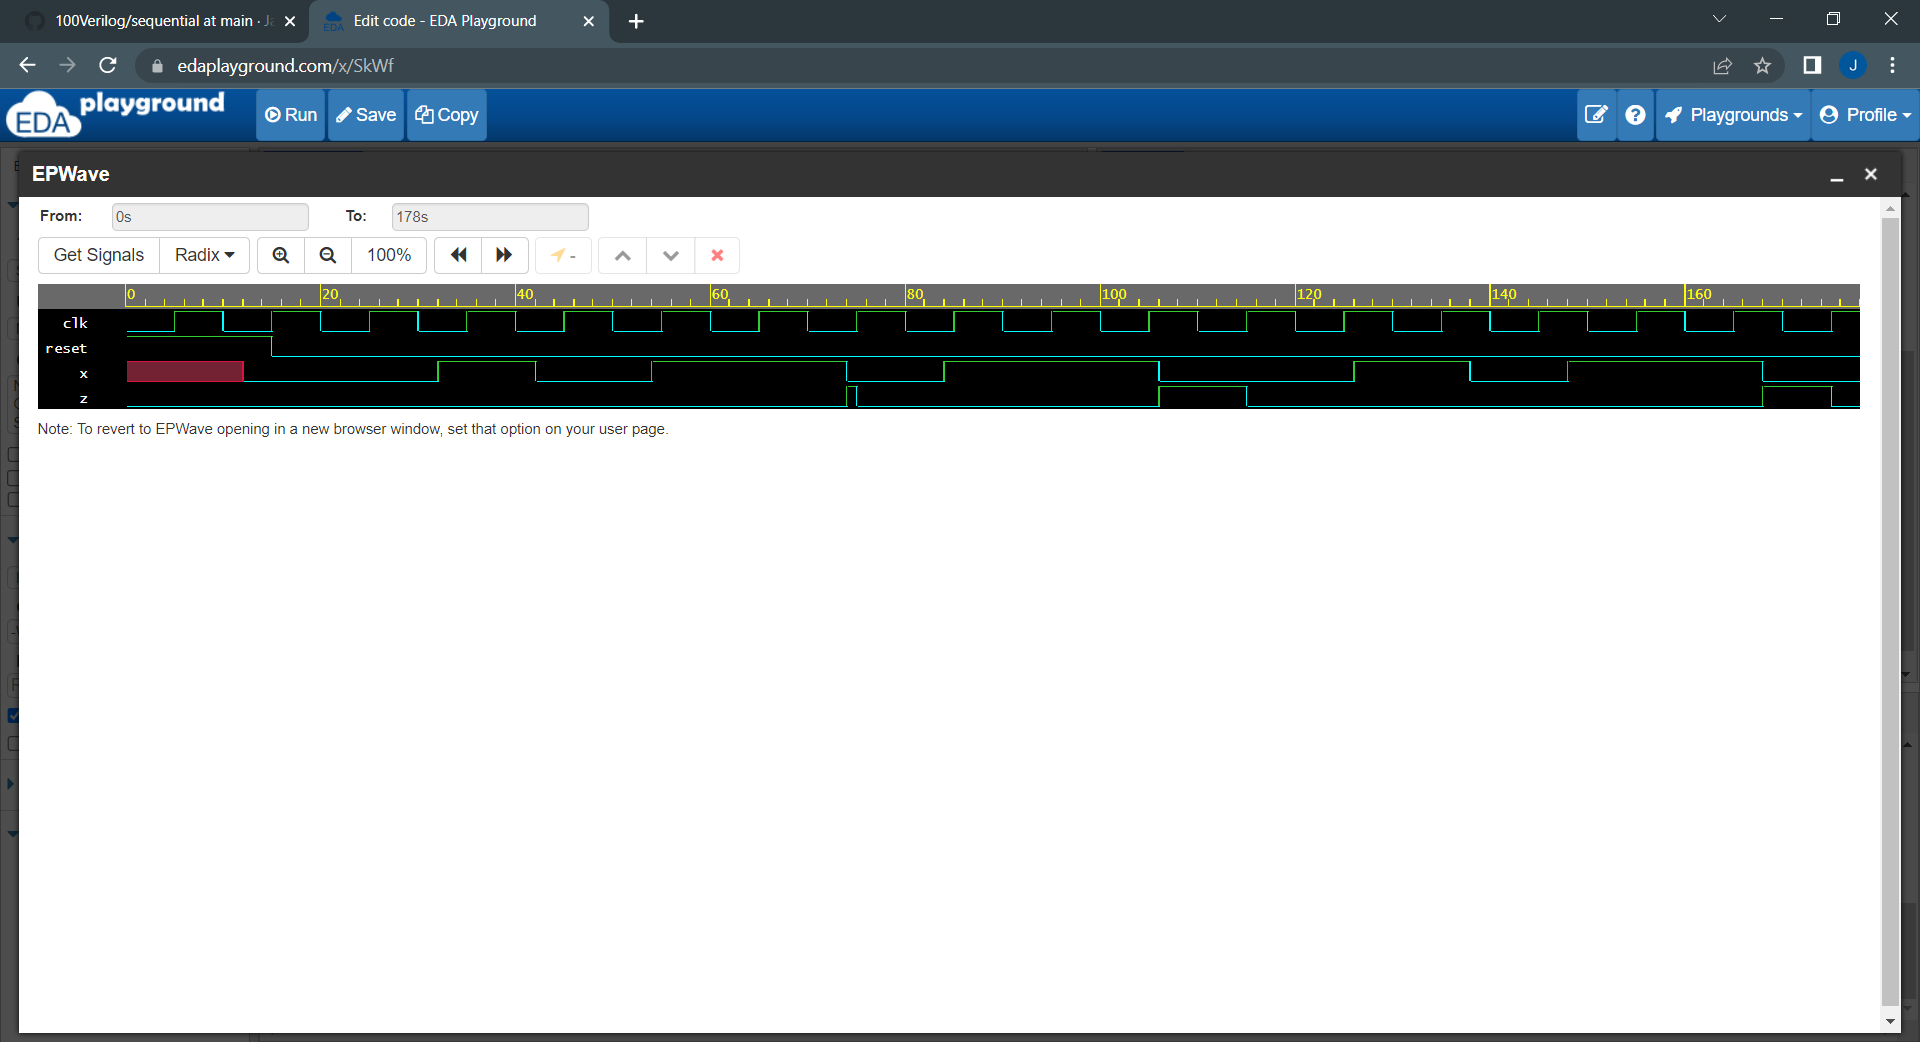 100Verilog/sequential at main · Ja
Edit code - EDA Playground
edaplayground.com/x/SkWf
J
EDA playground
Run Save Copy
Playgrounds Profile
EPWave
From: 0s To: 178s
Get Signals Radix 100% -
0 20 40 60 80 100 120 140 160
clk
reset
x
z
Note: To revert to EPWave opening in a new browser window, set that option on your user page.